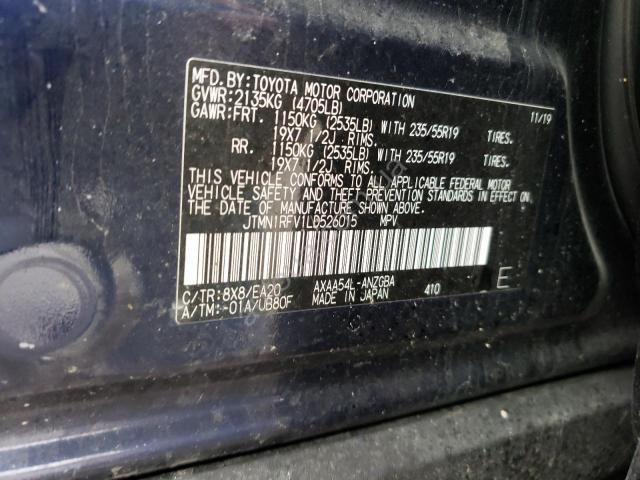 MFD. BY: TOYOTA MOTOR CORPORATION 11/19
GVWR: 2135KG (4705LB)
GAWR: FRT. 1150KG (2535LB) WITH 235/55R19 TIRES.
19X7 1/2J RIMS.
RR. 1150KG (2535LB) WITH 235/55R19 TIRES.
19X7 1/2J RIMS.
THIS VEHICLE CONFORMS TO ALL APPLICABLE FEDERAL MOTOR
VEHICLE SAFETY AND THEFT PREVENTION STANDARDS IN EFFECT
ON THE DATE OF MANUFACTURE SHOWN ABOVE.
JTMN1RFV1LD526015 MPV
C/TR: 8X8/EA20 AXAA54L-ANZGBA 410 E
A/TM: -01A/UB80F MADE IN JAPAN